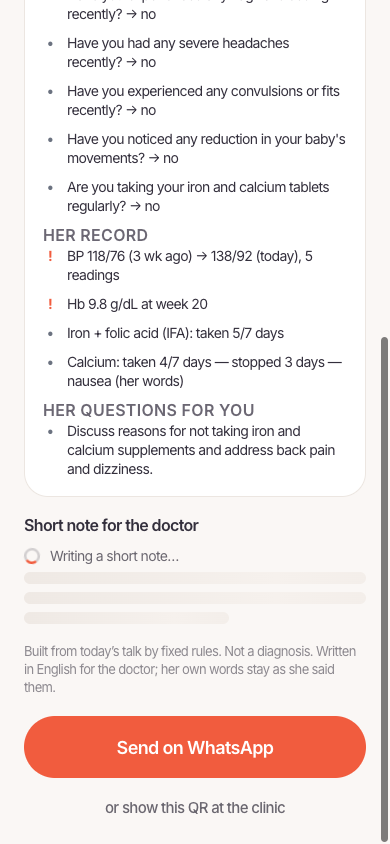 recently? → no
• Have you had any severe headaches
recently? → no
• Have you experienced any convulsions or fits
recently? → no
• Have you noticed any reduction in your baby's
movements? → no
• Are you taking your iron and calcium tablets
regularly? → no
HER RECORD
! BP 118/76 (3 wk ago) → 138/92 (today), 5
readings
! Hb 9.8 g/dL at week 20
• Iron + folic acid (IFA): taken 5/7 days
• Calcium: taken 4/7 days — stopped 3 days —
nausea (her words)
HER QUESTIONS FOR YOU
• Discuss reasons for not taking iron and
calcium supplements and address back pain
and dizziness.
Short note for the doctor
Writing a short note…
Built from today’s talk by fixed rules. Not a diagnosis. Written
in English for the doctor; her own words stay as she said
them.
Send on WhatsApp
or show this QR at the clinic